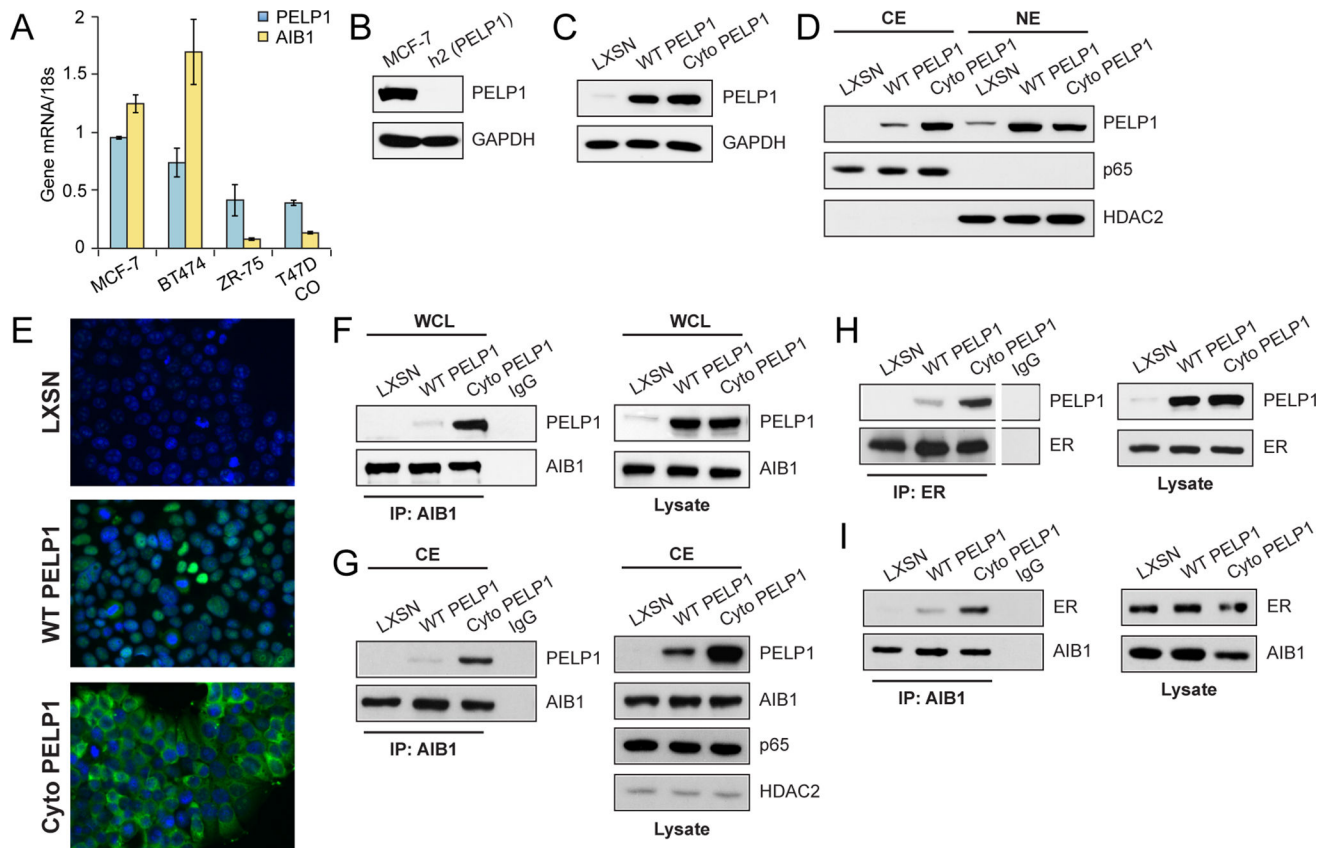 A
PELP1
AIB1
Gene mRNA/18s
2
1.5
1
0.5
0
MCF-7
BT474
ZR-75
T47D
CO
B
MCF-7
h2 (PELP1)
PELP1
GAPDH
C
LXSN
WT PELP1
Cyto PELP1
PELP1
GAPDH
D
CE
NE
LXSN
WT PELP1
Cyto PELP1
LXSN
WT PELP1
Cyto PELP1
PELP1
p65
HDAC2
E
LXSN
WT PELP1
Cyto PELP1
F
WCL
LXSN
WT PELP1
Cyto PELP1
IgG
PELP1
AIB1
IP: AIB1
WCL
LXSN
WT PELP1
Cyto PELP1
PELP1
AIB1
Lysate
G
CE
LXSN
WT PELP1
Cyto PELP1
IgG
PELP1
AIB1
IP: AIB1
CE
LXSN
WT PELP1
Cyto PELP1
PELP1
AIB1
p65
HDAC2
Lysate
H
LXSN
WT PELP1
Cyto PELP1
IgG
PELP1
ER
IP: ER
LXSN
WT PELP1
Cyto PELP1
PELP1
ER
Lysate
I
LXSN
WT PELP1
Cyto PELP1
IgG
ER
AIB1
IP: AIB1
LXSN
WT PELP1
Cyto PELP1
ER
AIB1
Lysate